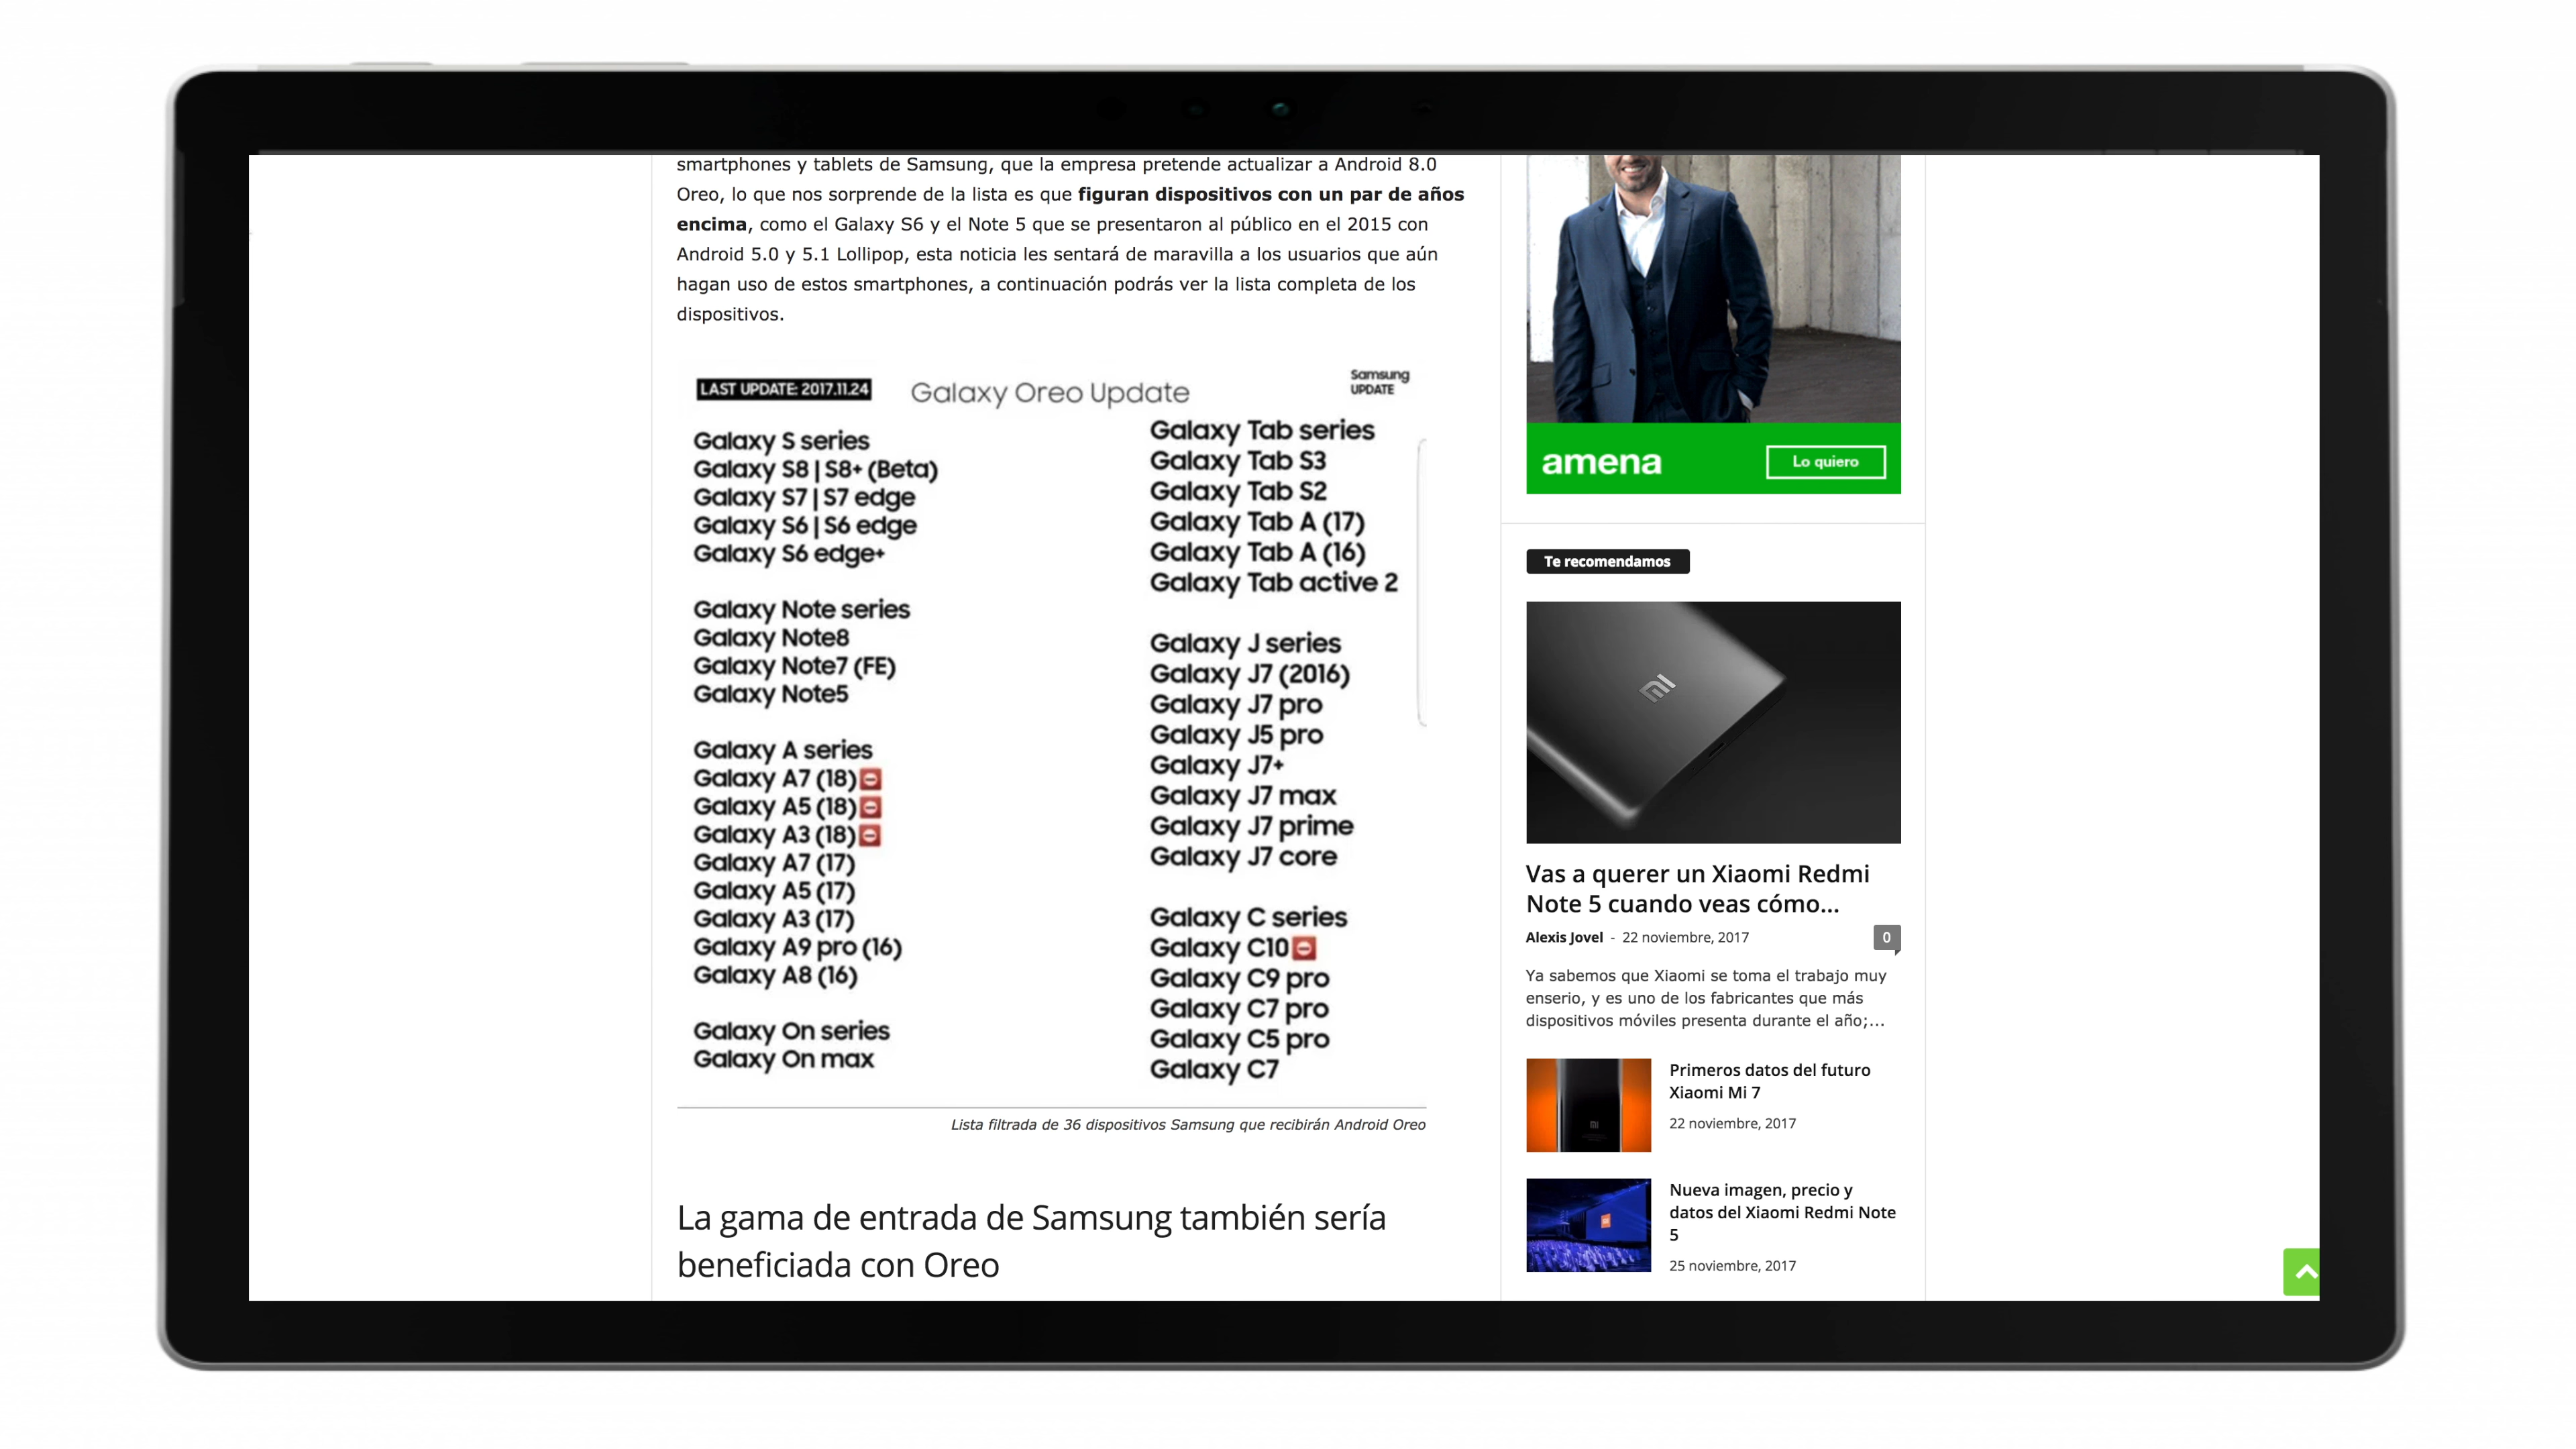 smartphones y tablets de Samsung, que la empresa pretende actualizar a Android 8.0
Oreo, lo que nos sorprende de la lista es que figuran dispositivos con un par de años
encima, como el Galaxy S6 y el Note 5 que se presentaron al público en el 2015 con
Android 5.0 y 5.1 Lollipop, esta noticia les sentará de maravilla a los usuarios que aún
hagan uso de estos smartphones, a continuación podrás ver la lista completa de los
dispositivos.
LAST UPDATE: 2017.11.24
Galaxy Oreo Update
Samsung
UPDATE
Galaxy S series
Galaxy S8 | S8+ (Beta)
Galaxy S7 | S7 edge
Galaxy S6 | S6 edge
Galaxy S6 edge+
Galaxy Note series
Galaxy Note8
Galaxy Note7 (FE)
Galaxy Note5
Galaxy A series
Galaxy A7 (18)
Galaxy A5 (18)
Galaxy A3 (18)
Galaxy A7 (17)
Galaxy A5 (17)
Galaxy A3 (17)
Galaxy A9 pro (16)
Galaxy A8 (16)
Galaxy On series
Galaxy On max
Galaxy Tab series
Galaxy Tab S3
Galaxy Tab S2
Galaxy Tab A (17)
Galaxy Tab A (16)
Galaxy Tab active 2
Galaxy J series
Galaxy J7 (2016)
Galaxy J7 pro
Galaxy J5 pro
Galaxy J7+
Galaxy J7 max
Galaxy J7 prime
Galaxy J7 core
Galaxy C series
Galaxy C10
Galaxy C9 pro
Galaxy C7 pro
Galaxy C5 pro
Galaxy C7
Lista filtrada de 36 dispositivos Samsung que recibirán Android Oreo
La gama de entrada de Samsung también sería
beneficiada con Oreo
amena
Lo quiero
Te recomendamos
Vas a querer un Xiaomi Redmi
Note 5 cuando veas cómo...
Alexis Jovel - 22 noviembre, 2017
0
Ya sabemos que Xiaomi se toma el trabajo muy
enserio, y es uno de los fabricantes que más
dispositivos móviles presenta durante el año;...
Primeros datos del futuro
Xiaomi Mi 7
22 noviembre, 2017
Nueva imagen, precio y
datos del Xiaomi Redmi Note
5
25 noviembre, 2017